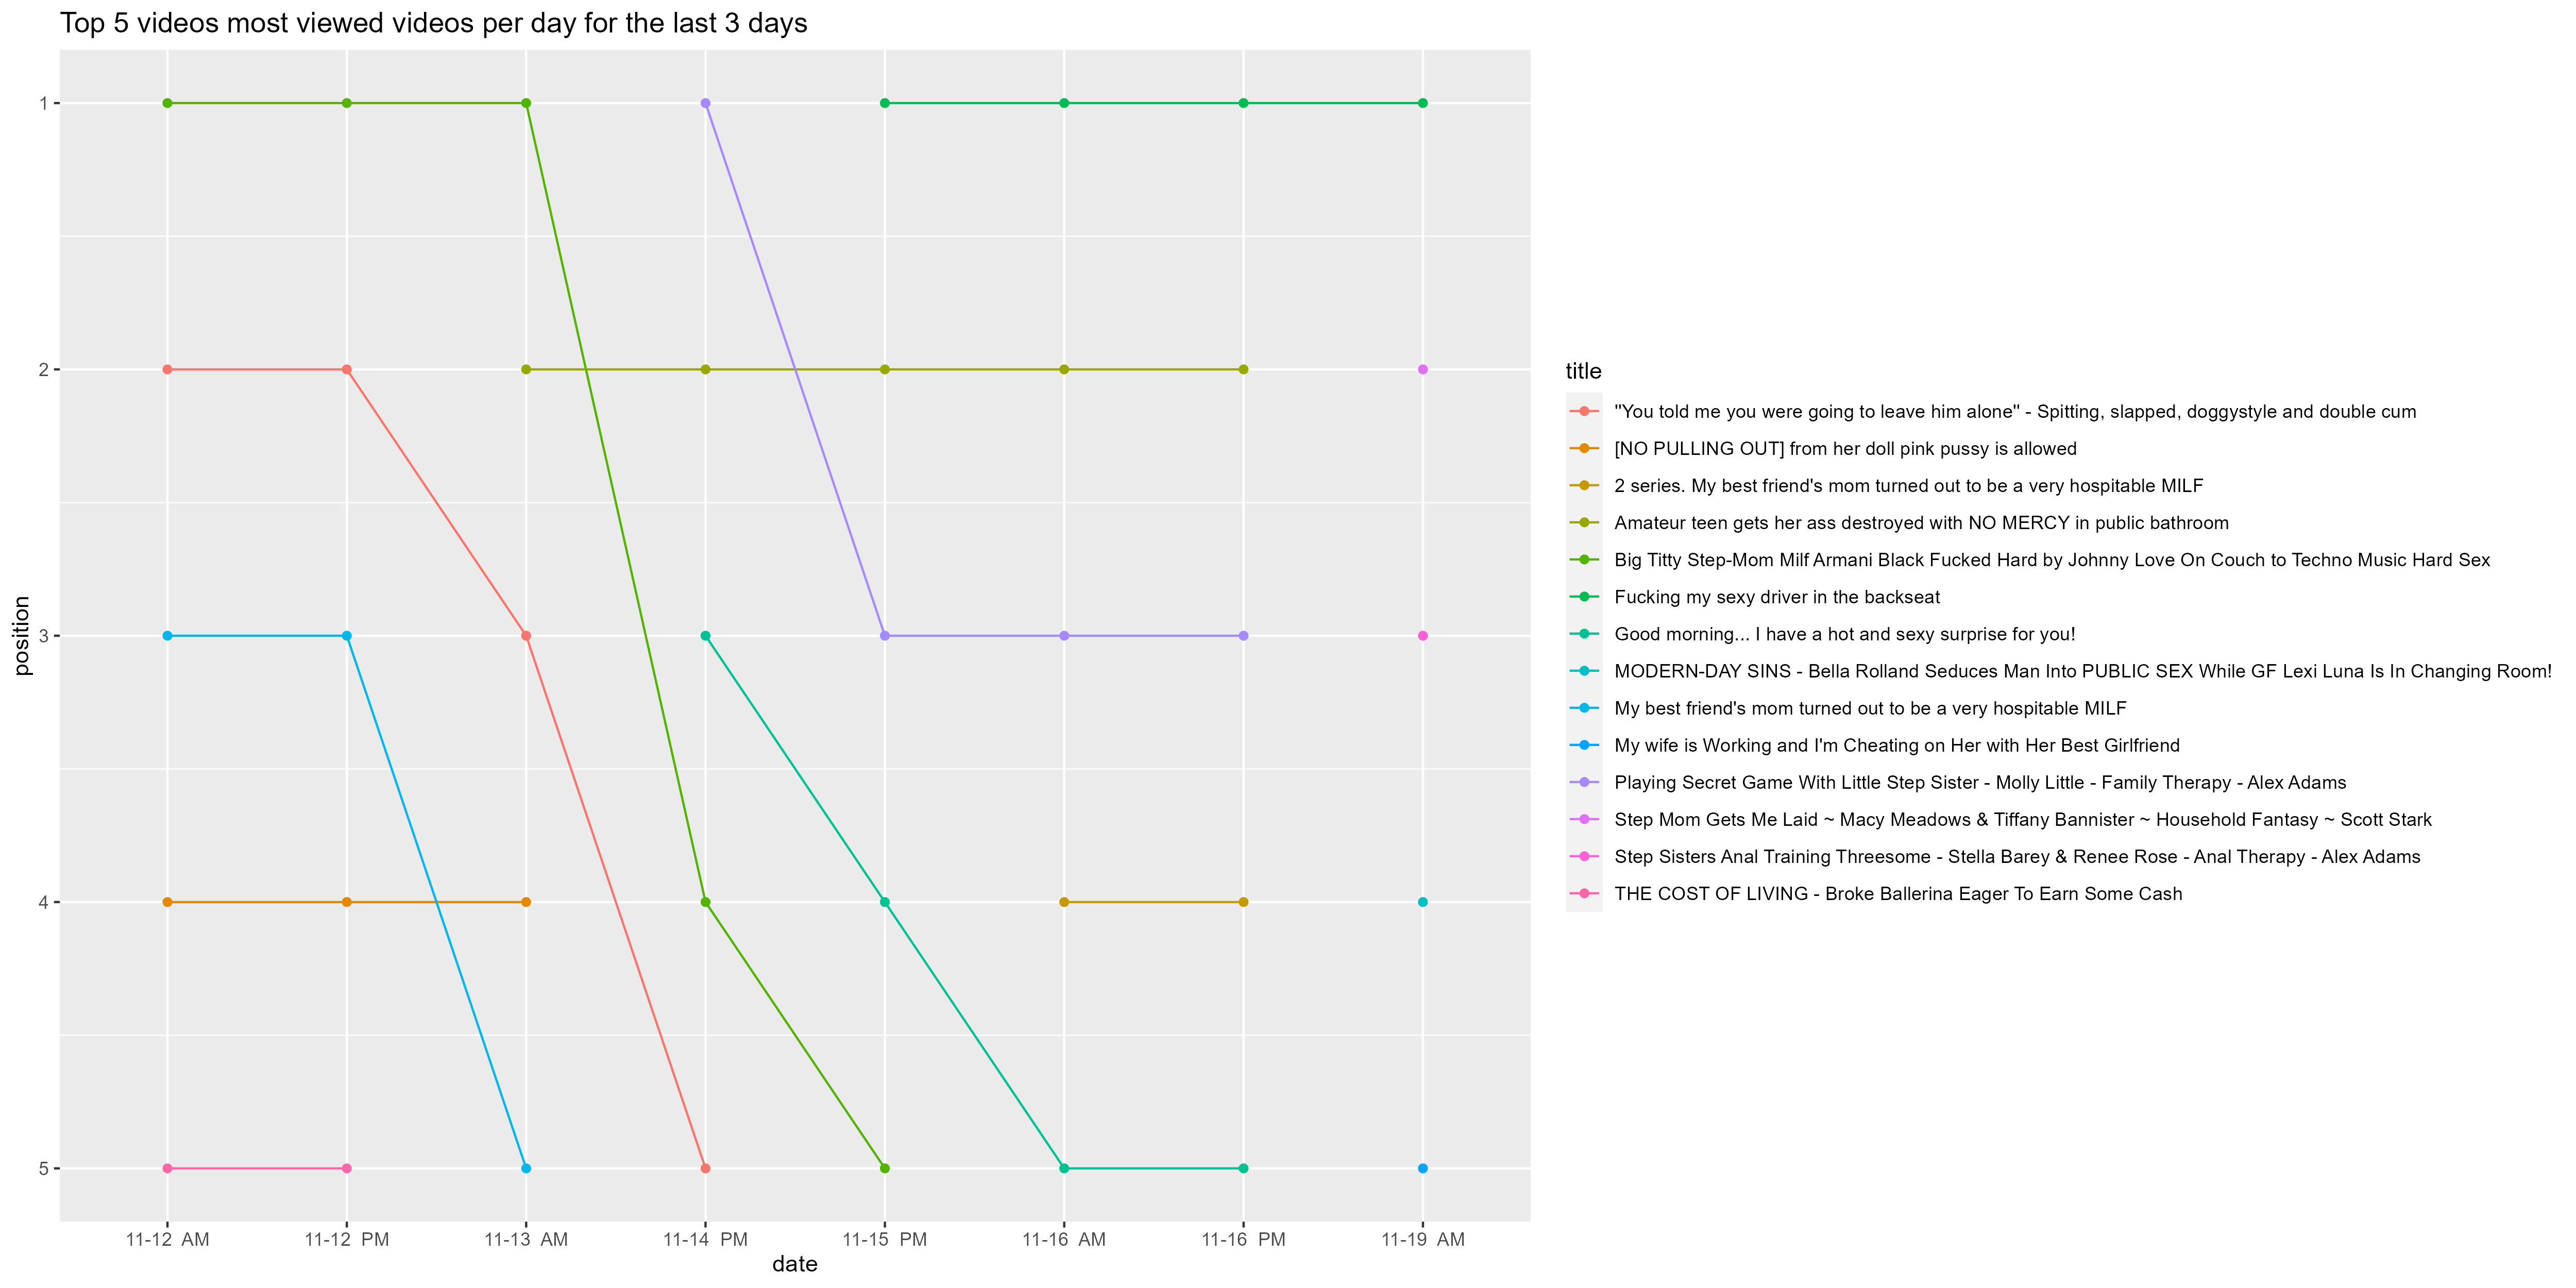 Top 5 videos most viewed videos per day for the last 3 days
position
1
2
3
4
5
11-12 AM
11-12 PM
11-13 AM
11-14 PM
11-15 PM
11-16 AM
11-16 PM
11-19 AM
date
title
"You told me you were going to leave him alone" - Spitting, slapped, doggystyle and double cum
[NO PULLING OUT] from her doll pink pussy is allowed
2 series. My best friend's mom turned out to be a very hospitable MILF
Amateur teen gets her ass destroyed with NO MERCY in public bathroom
Big Titty Step-Mom Milf Armani Black Fucked Hard by Johnny Love On Couch to Techno Music Hard Sex
Fucking my sexy driver in the backseat
Good morning... I have a hot and sexy surprise for you!
MODERN-DAY SINS - Bella Rolland Seduces Man Into PUBLIC SEX While GF Lexi Luna Is In Changing Room!
My best friend's mom turned out to be a very hospitable MILF
My wife is Working and I'm Cheating on Her with Her Best Girlfriend
Playing Secret Game With Little Step Sister - Molly Little - Family Therapy - Alex Adams
Step Mom Gets Me Laid ~ Macy Meadows & Tiffany Bannister ~ Household Fantasy ~ Scott Stark
Step Sisters Anal Training Threesome - Stella Barey & Renee Rose - Anal Therapy - Alex Adams
THE COST OF LIVING - Broke Ballerina Eager To Earn Some Cash